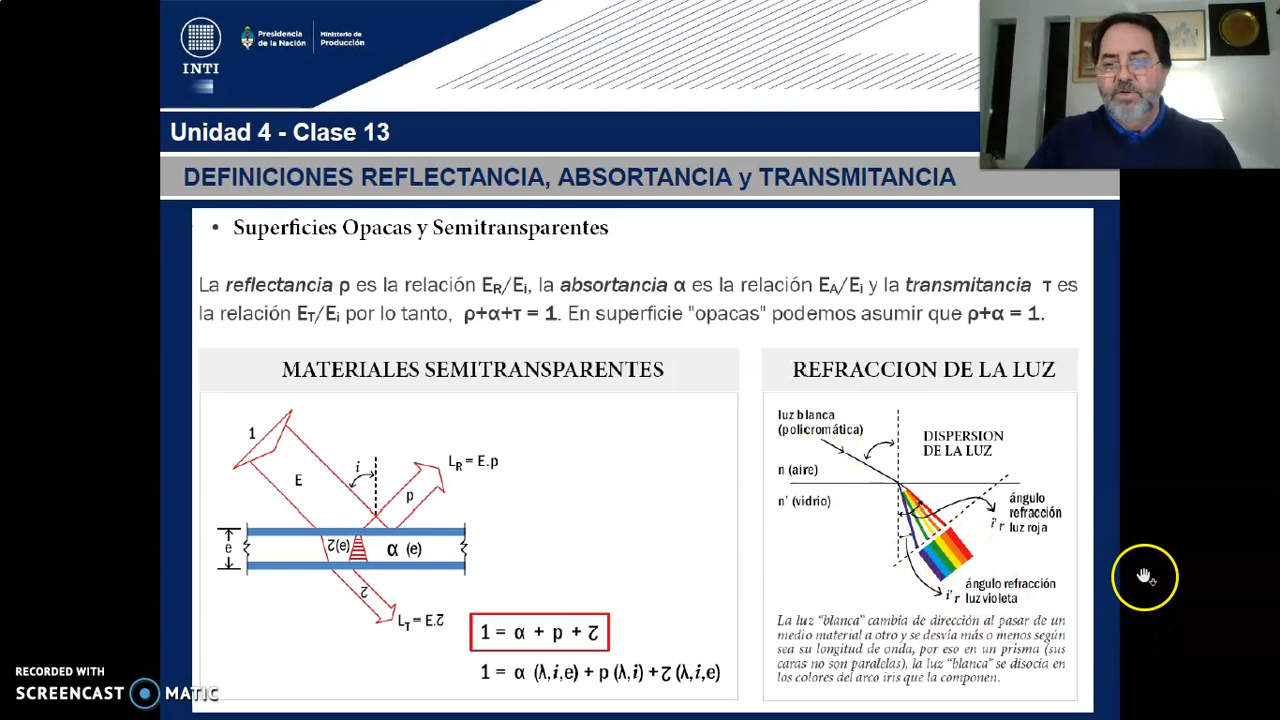 INTI
Presidencia
de la Nación
Ministerio de
Producción
Unidad 4 - Clase 13
DEFINICIONES REFLECTANCIA, ABSORTANCIA y TRANSMITANCIA
• Superficies Opacas y Semitransparentes
La reflectancia ρ es la relación ER/Ei, la absortancia α es la relación EA/Ei y la transmitancia τ es
la relación ET/Ei por lo tanto, ρ+α+τ = 1. En superficie "opacas" podemos asumir que ρ+α = 1.
MATERIALES SEMITRANSPARENTES
1
E
i
LR = E.p
p
e
Ꞇ(e)
α (e)
Ꞇ
LT = E.Ꞇ
1 = α + p + Ꞇ
1 = α (λ,i,e) + p (λ,i) + Ꞇ (λ,i,e)
REFRACCION DE LA LUZ
luz blanca
(policromática)
DISPERSION
DE LA LUZ
n (aire)
n' (vidrio)
ángulo
refracción
luz roja
i'r
ángulo refracción
luz violeta
i'r
La luz "blanca" cambia de dirección al pasar de un
medio material a otro y se desvía más o menos según
sea su longitud de onda, por eso en un prisma (sus
caras no son paralelas), la luz "blanca" se disocia en
los colores del arco iris que la componen.
RECORDED WITH
SCREENCAST MATIC